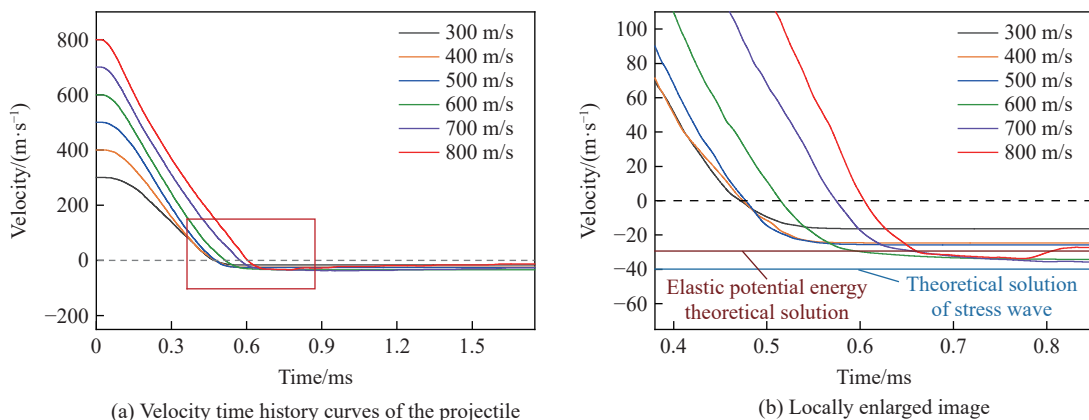 800
600
400
200
0
−200
Velocity/(m·s⁻¹)
300 m/s
400 m/s
500 m/s
600 m/s
700 m/s
800 m/s
0
0.3
0.6
0.9
1.2
1.5
Time/ms
(a) Velocity time history curves of the projectile
100
80
60
40
20
0
−20
−40
−60
Velocity/(m·s⁻¹)
300 m/s
400 m/s
500 m/s
600 m/s
700 m/s
800 m/s
Elastic potential energy
theoretical solution
Theoretical solution
of stress wave
0.4
0.5
0.6
0.7
0.8
Time/ms
(b) Locally enlarged image